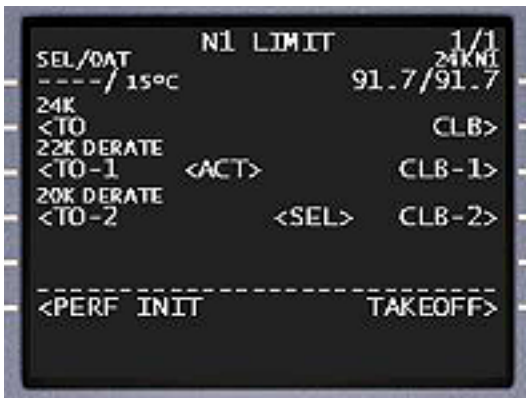 N1 LIMIT 1/1
SEL/OAT 24KN1
----/ 15°C 91.7/91.7
24K
<TO CLB>
22K DERATE
<TO-1 <ACT> CLB-1>
20K DERATE
<TO-2 <SEL> CLB-2>
------------------------
<PERF INIT TAKEOFF>